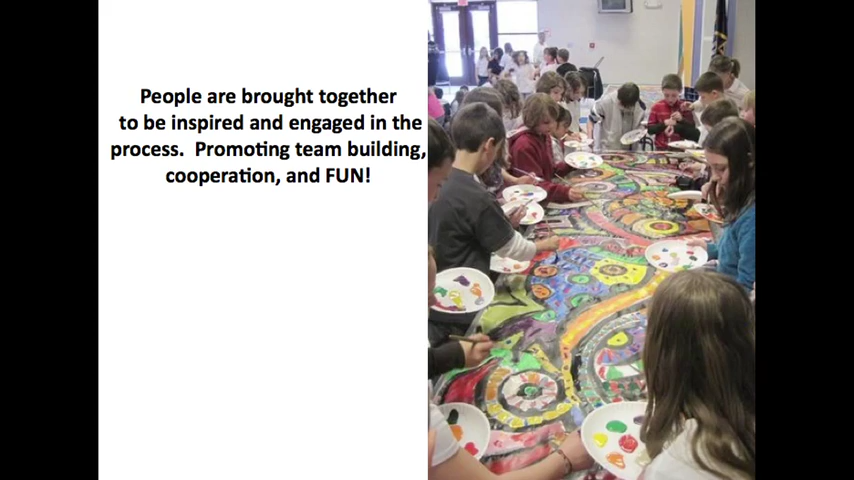 People are brought together
to be inspired and engaged in the
process. Promoting team building,
cooperation, and FUN!